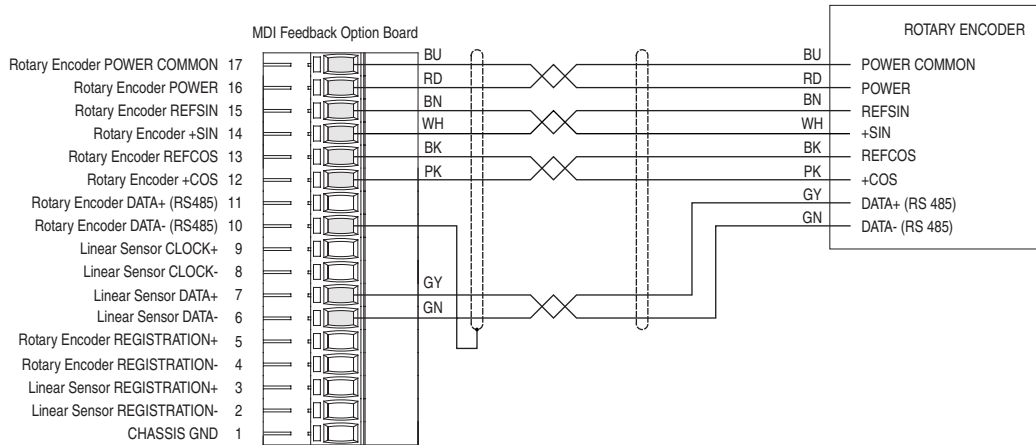 MDI Feedback Option Board
ROTARY ENCODER
Rotary Encoder POWER COMMON 17 BU BU POWER COMMON
Rotary Encoder POWER 16 RD RD POWER
Rotary Encoder REFSIN 15 BN BN REFSIN
Rotary Encoder +SIN 14 WH WH +SIN
Rotary Encoder REFCOS 13 BK BK REFCOS
Rotary Encoder +COS 12 PK PK +COS
Rotary Encoder DATA+ (RS485) 11 GY DATA+ (RS 485)
Rotary Encoder DATA- (RS485) 10 GN DATA- (RS 485)
Linear Sensor CLOCK+ 9
Linear Sensor CLOCK- 8
Linear Sensor DATA+ 7 GY
Linear Sensor DATA- 6 GN
Rotary Encoder REGISTRATION+ 5
Rotary Encoder REGISTRATION- 4
Linear Sensor REGISTRATION+ 3
Linear Sensor REGISTRATION- 2
CHASSIS GND 1